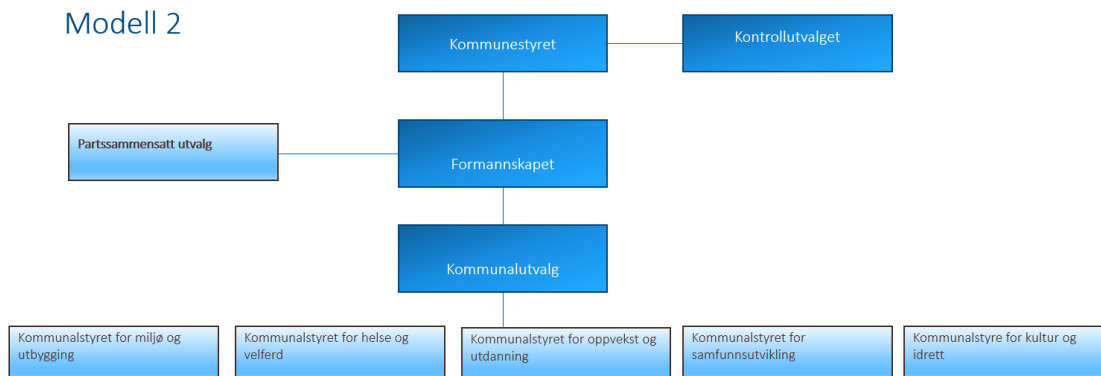 Modell 2
Kommunestyret
Kontrollutvalget
Partssammensatt utvalg
Formannskapet
Kommunalutvalg
Kommunalstyret for miljø og
utbygging
Kommunalstyret for helse og
velferd
Kommunalstyret for oppvekst og
utdanning
Kommunalstyret for
samfunnsutvikling
Kommunalstyre for kultur og
idrett